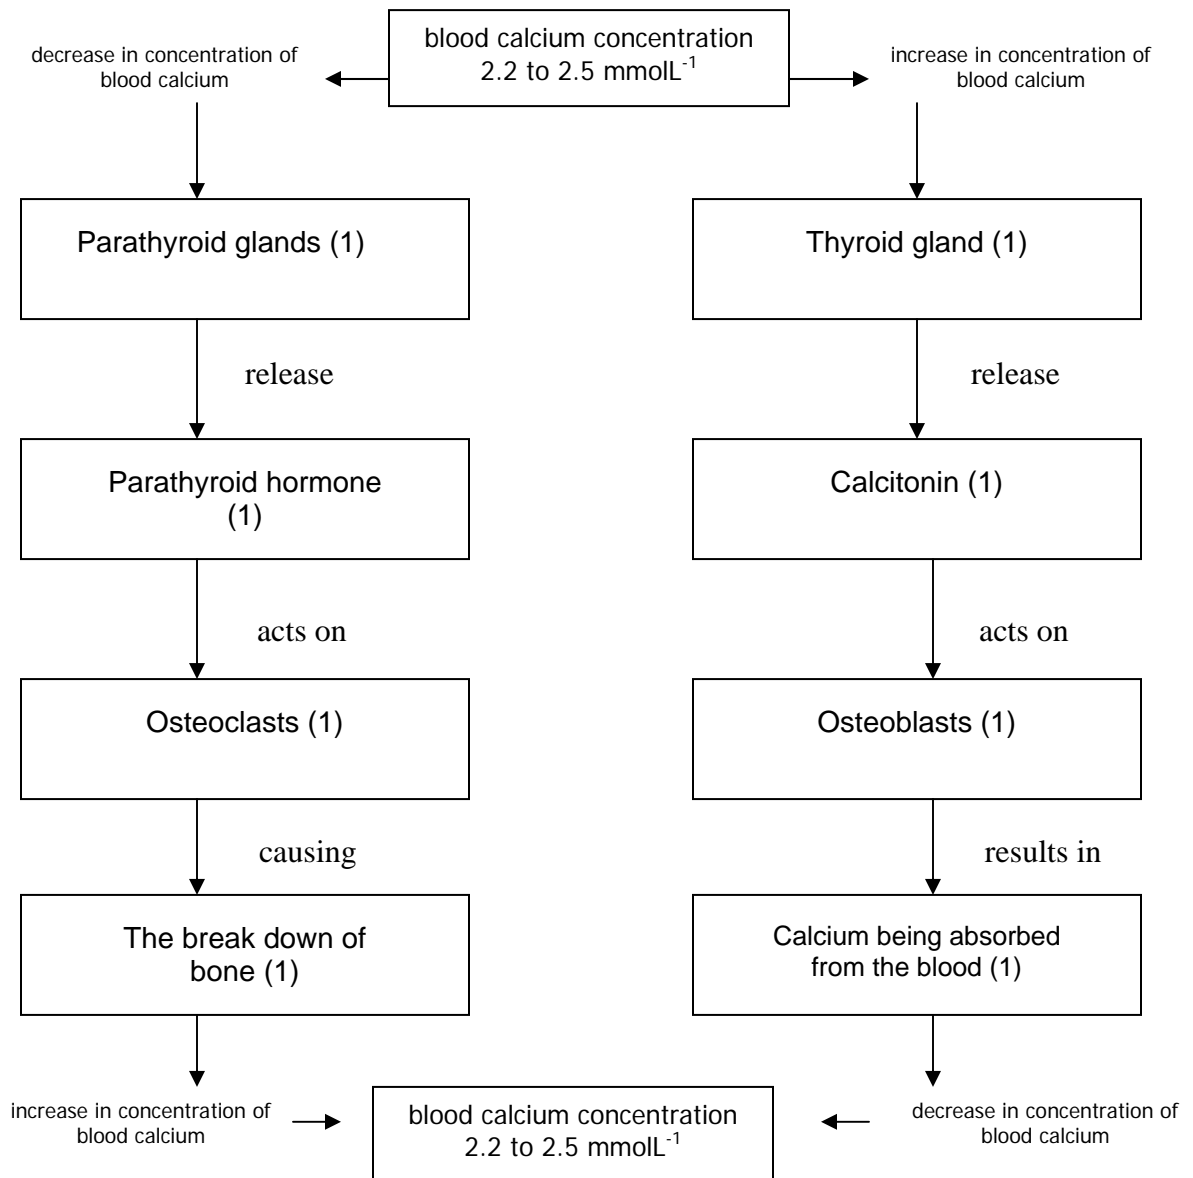 blood calcium concentration
2.2 to 2.5 mmolL-1
decrease in concentration of
blood calcium
increase in concentration of
blood calcium
Parathyroid glands (1)
Thyroid gland (1)
release
release
Parathyroid hormone
(1)
Calcitonin (1)
acts on
acts on
Osteoclasts (1)
Osteoblasts (1)
causing
results in
The break down of
bone (1)
Calcium being absorbed
from the blood (1)
increase in concentration of
blood calcium
blood calcium concentration
2.2 to 2.5 mmolL-1
decrease in concentration of
blood calcium